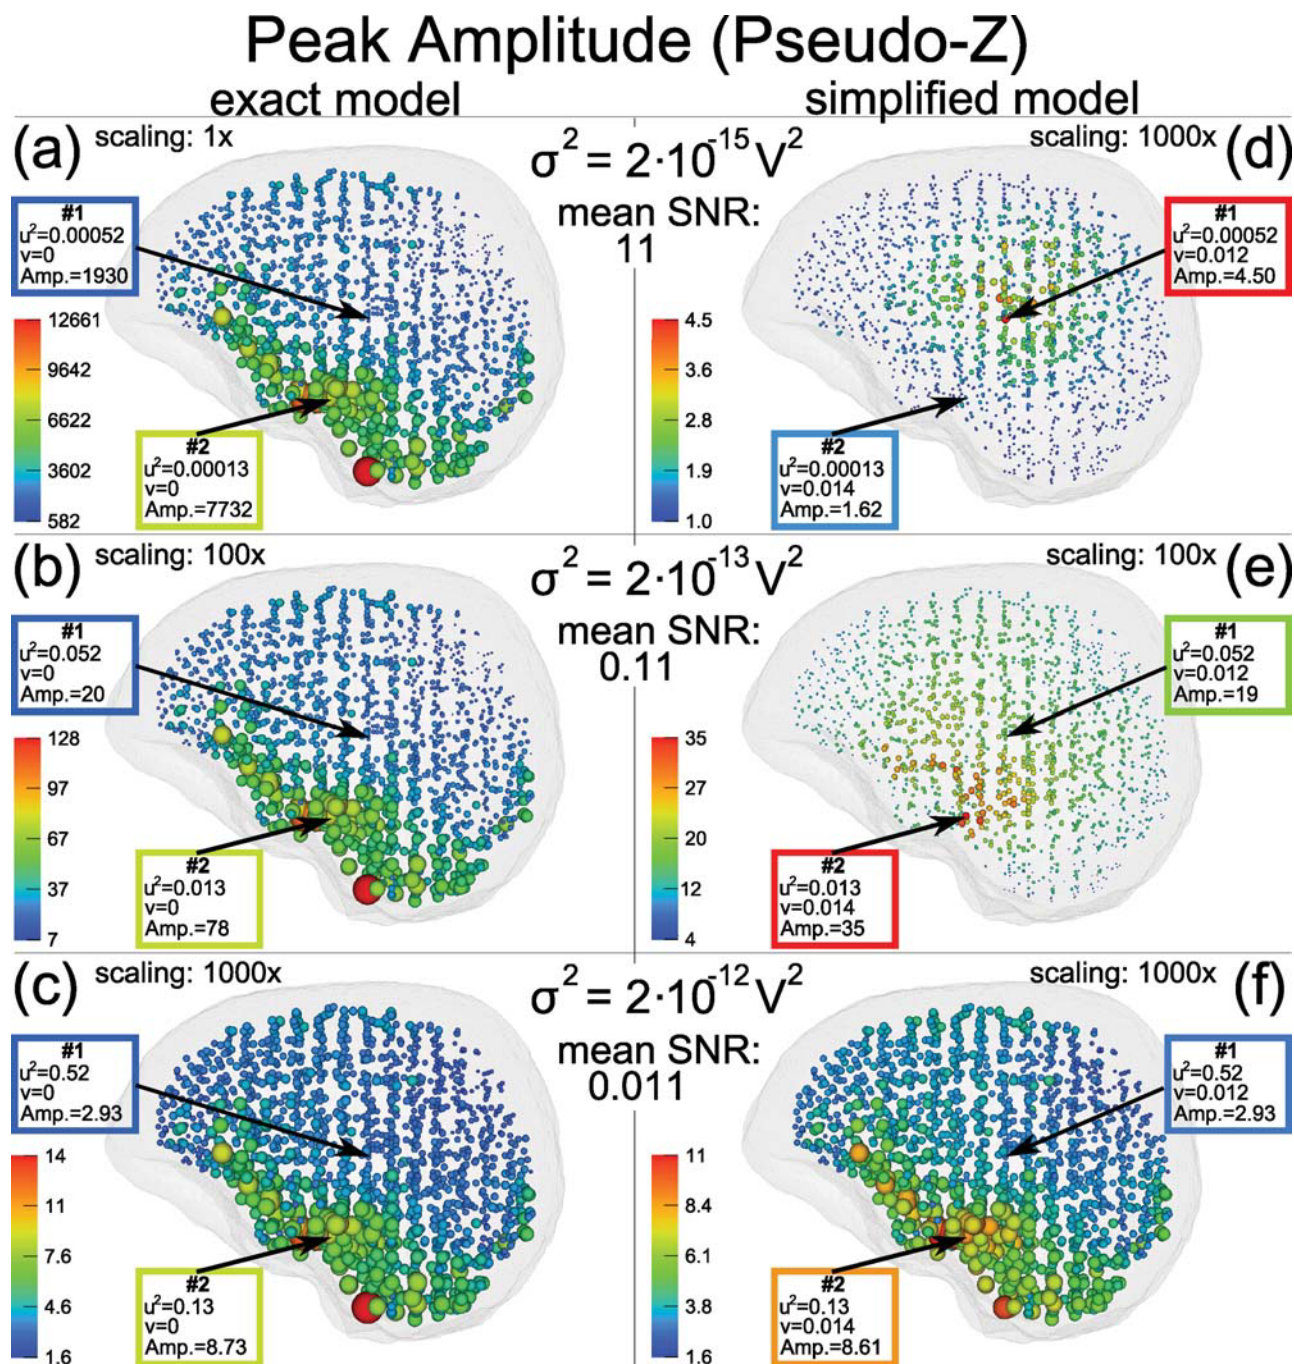 Peak Amplitude (Pseudo-Z)
exact model
simplified model
(a)
scaling: 1x
σ² = 2·10⁻¹⁵V²
mean SNR:
11
scaling: 1000x
(d)
#1
u²=0.00052
v=0
Amp.=1930
12661
9642
6622
3602
582
#2
u²=0.00013
v=0
Amp.=7732
#1
u²=0.00052
v=0.012
Amp.=4.50
4.5
3.6
2.8
1.9
1.0
#2
u²=0.00013
v=0.014
Amp.=1.62
(b)
scaling: 100x
σ² = 2·10⁻¹³V²
mean SNR:
0.11
scaling: 100x
(e)
#1
u²=0.052
v=0
Amp.=20
128
97
67
37
7
#2
u²=0.013
v=0
Amp.=78
#1
u²=0.052
v=0.012
Amp.=19
35
27
20
12
4
#2
u²=0.013
v=0.014
Amp.=35
(c)
scaling: 1000x
σ² = 2·10⁻¹²V²
mean SNR:
0.011
scaling: 1000x
(f)
#1
u²=0.52
v=0
Amp.=2.93
14
11
7.6
4.6
1.6
#2
u²=0.13
v=0
Amp.=8.73
#1
u²=0.52
v=0.012
Amp.=2.93
11
8.4
6.1
3.8
1.6
#2
u²=0.13
v=0.014
Amp.=8.61